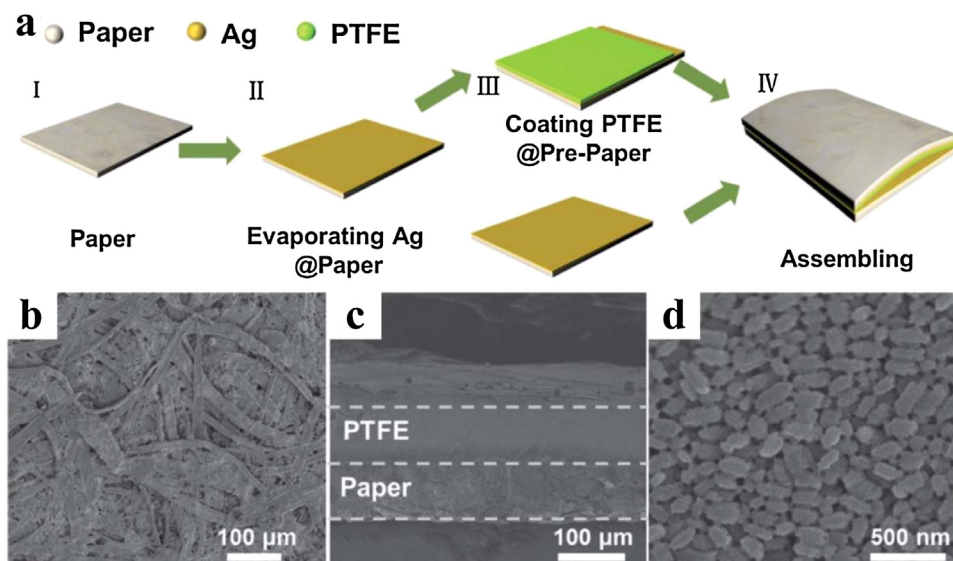 a
Paper Ag PTFE
I
II
III
IV
Coating PTFE
@Pre-Paper
Paper
Evaporating Ag
@Paper
Assembling
b
100 μm
c
PTFE
Paper
100 μm
d
500 nm